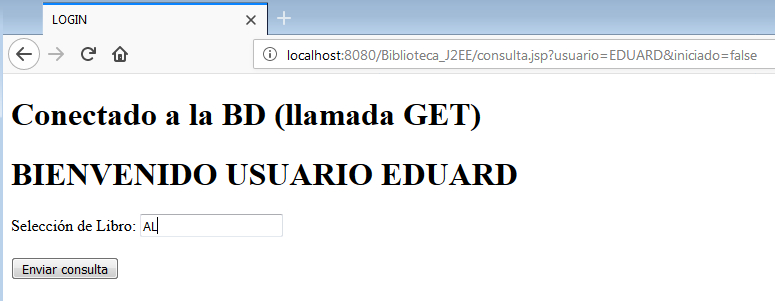 LOGIN
localhost:8080/Biblioteca_J2EE/consulta.jsp?usuario=EDUARD&iniciado=false
Conectado a la BD (llamada GET)
BIENVENIDO USUARIO EDUARD
Selección de Libro: AL
Enviar consulta